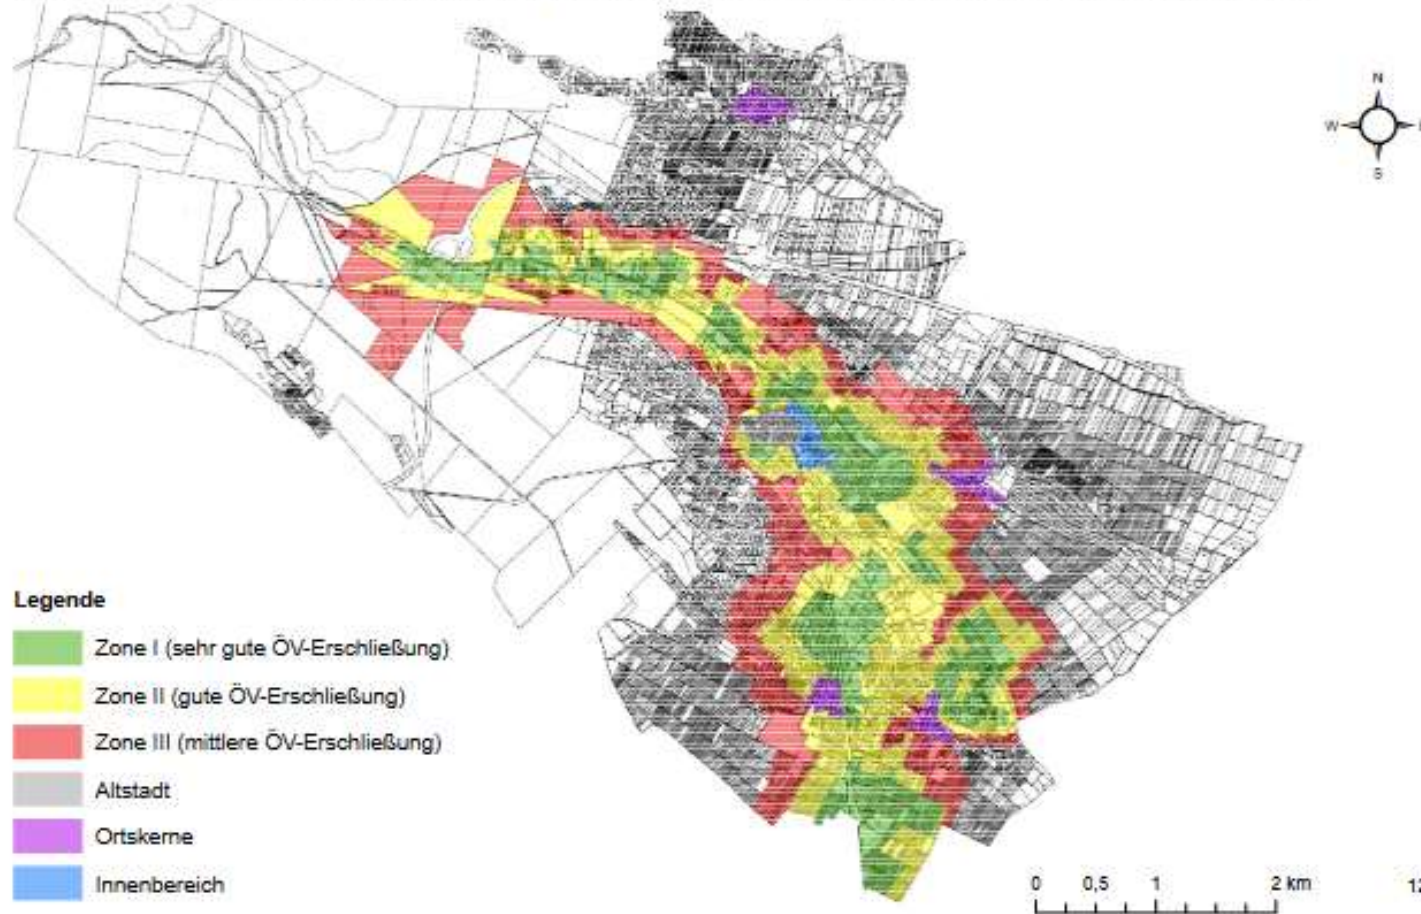 N
W
S
Legende
Zone I (sehr gute ÖV-Erschließung)
Zone II (gute ÖV-Erschließung)
Zone III (mittlere ÖV-Erschließung)
Altstadt
Ortskerne
Innenbereich
0 0,5 1 2 km
12